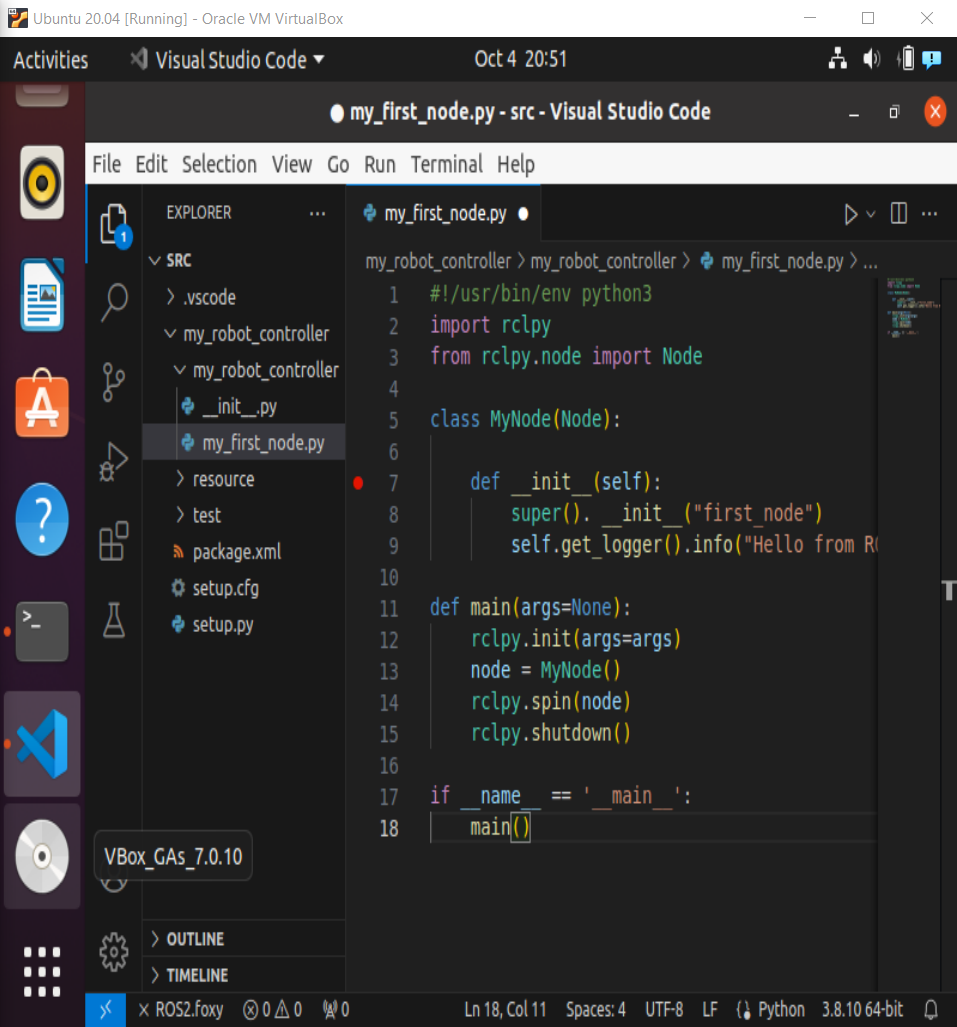 Ubuntu 20.04 [Running] - Oracle VM VirtualBox
Activities Visual Studio Code Oct 4 20:51
my_first_node.py - src - Visual Studio Code
File Edit Selection View Go Run Terminal Help
EXPLORER
1
SRC
.vscode
my_robot_controller
my_robot_controller
__init__.py
my_first_node.py
resource
test
package.xml
setup.cfg
setup.py
OUTLINE
TIMELINE
my_first_node.py
my_robot_controller > my_robot_controller > my_first_node.py > ...
1 #!/usr/bin/env python3
2 import rclpy
3 from rclpy.node import Node
4
5 class MyNode(Node):
6
7 def __init__(self):
8 super(). __init__("first_node")
9 self.get_logger().info("Hello from RO
10
11 def main(args=None):
12 rclpy.init(args=args)
13 node = MyNode()
14 rclpy.spin(node)
15 rclpy.shutdown()
16
17 if __name__ == '__main__':
18 main()
VBox_GAs_7.0.10
ROS2.foxy 0 0 0 Ln 18, Col 11 Spaces: 4 UTF-8 LF Python 3.8.10 64-bit